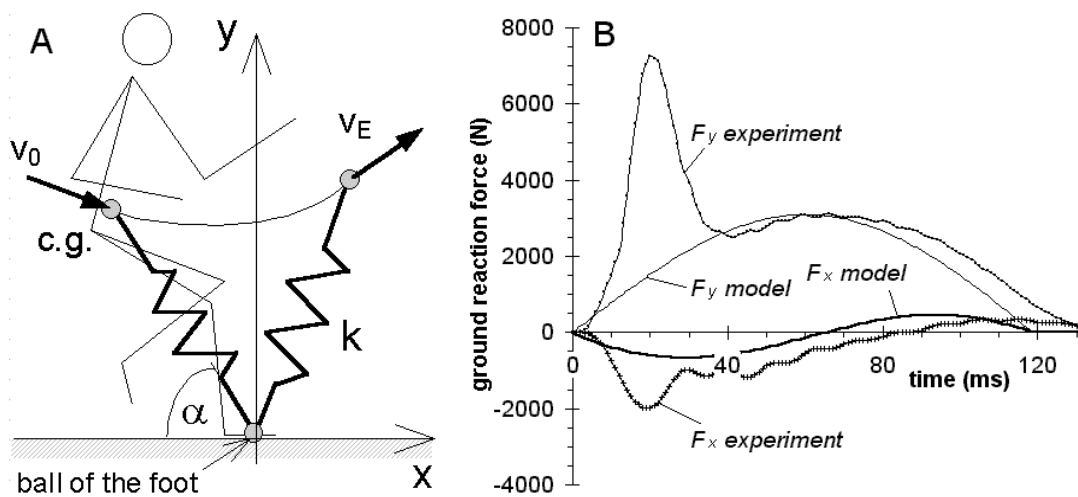 A
y
v0
vE
c.g.
k
α
x
ball of the foot
B
ground reaction force (N)
8000
6000
4000
2000
0
-2000
-4000
0
40
80
120
time (ms)
Fy experiment
Fx model
Fy model
Fx experiment